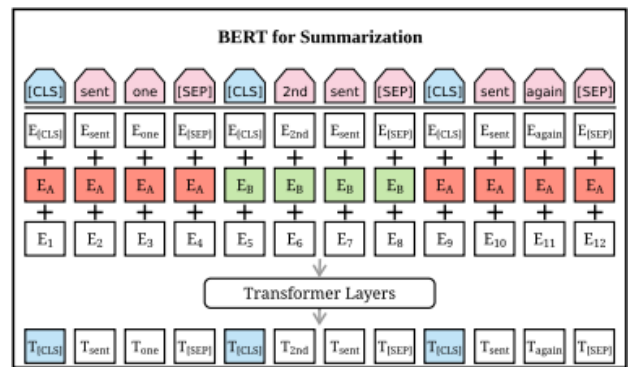 BERT for Summarization
[CLS] sent one [SEP] [CLS] 2nd sent [SEP] [CLS] sent again [SEP]
E[CLS] Esent Eone E[SEP] E[CLS] E2nd Esent E[SEP] E[CLS] Esent Eagain E[SEP]
+ + + + + + + + + + + +
EA EA EA EA EB EB EB EB EA EA EA EA
+ + + + + + + + + + + +
E1 E2 E3 E4 E5 E6 E7 E8 E9 E10 E11 E12
Transformer Layers
T[CLS] Tsent Tone T[SEP] T[CLS] T2nd Tsent T[SEP] T[CLS] Tsent Tagain T[SEP]